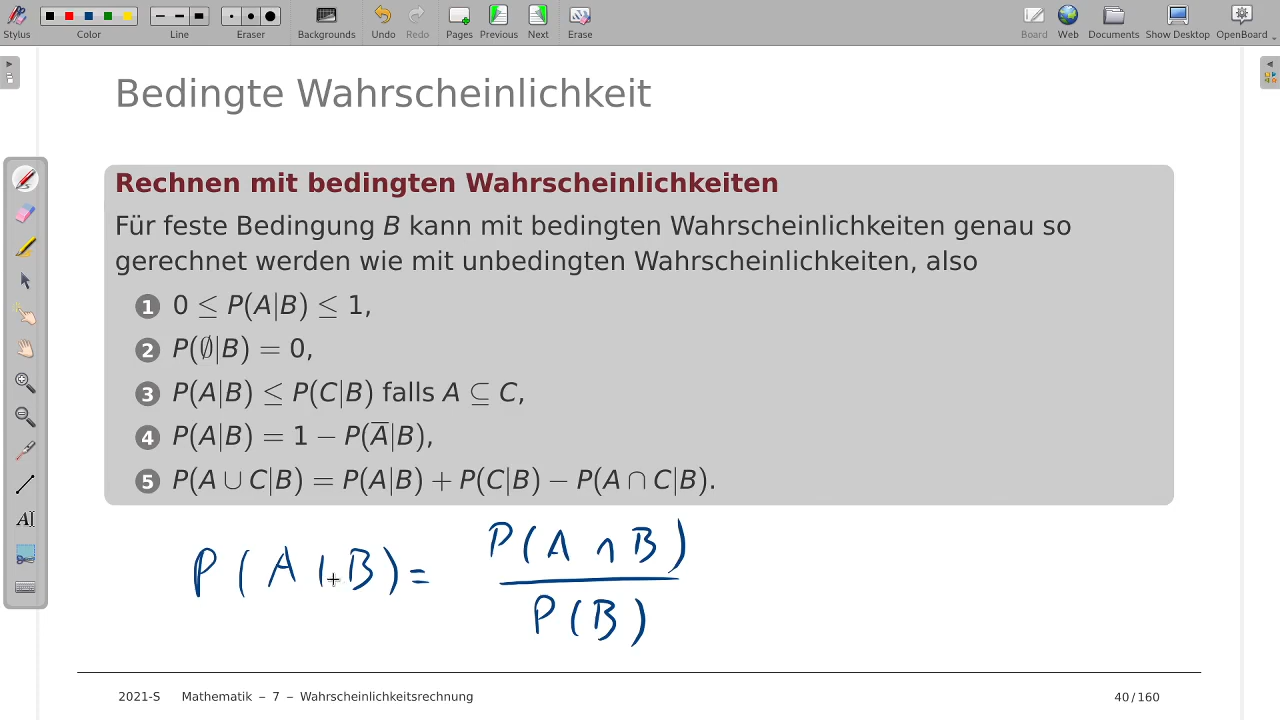 Stylus Color Line Eraser Backgrounds Undo Redo Pages Previous Next Erase Board Web Documents Show Desktop OpenBoard
Bedingte Wahrscheinlichkeit
Rechnen mit bedingten Wahrscheinlichkeiten
Für feste Bedingung B kann mit bedingten Wahrscheinlichkeiten genau so
gerechnet werden wie mit unbedingten Wahrscheinlichkeiten, also
1 0 ≤ P(A|B) ≤ 1,
2 P(∅|B) = 0,
3 P(A|B) ≤ P(C|B) falls A ⊆ C,
4 P(A|B) = 1 − P(A̅|B),
5 P(A ∪ C|B) = P(A|B) + P(C|B) − P(A ∩ C|B).
P(A|B) = P(A ∩ B)
P(B)
2021-S Mathematik – 7 – Wahrscheinlichkeitsrechnung 40/160